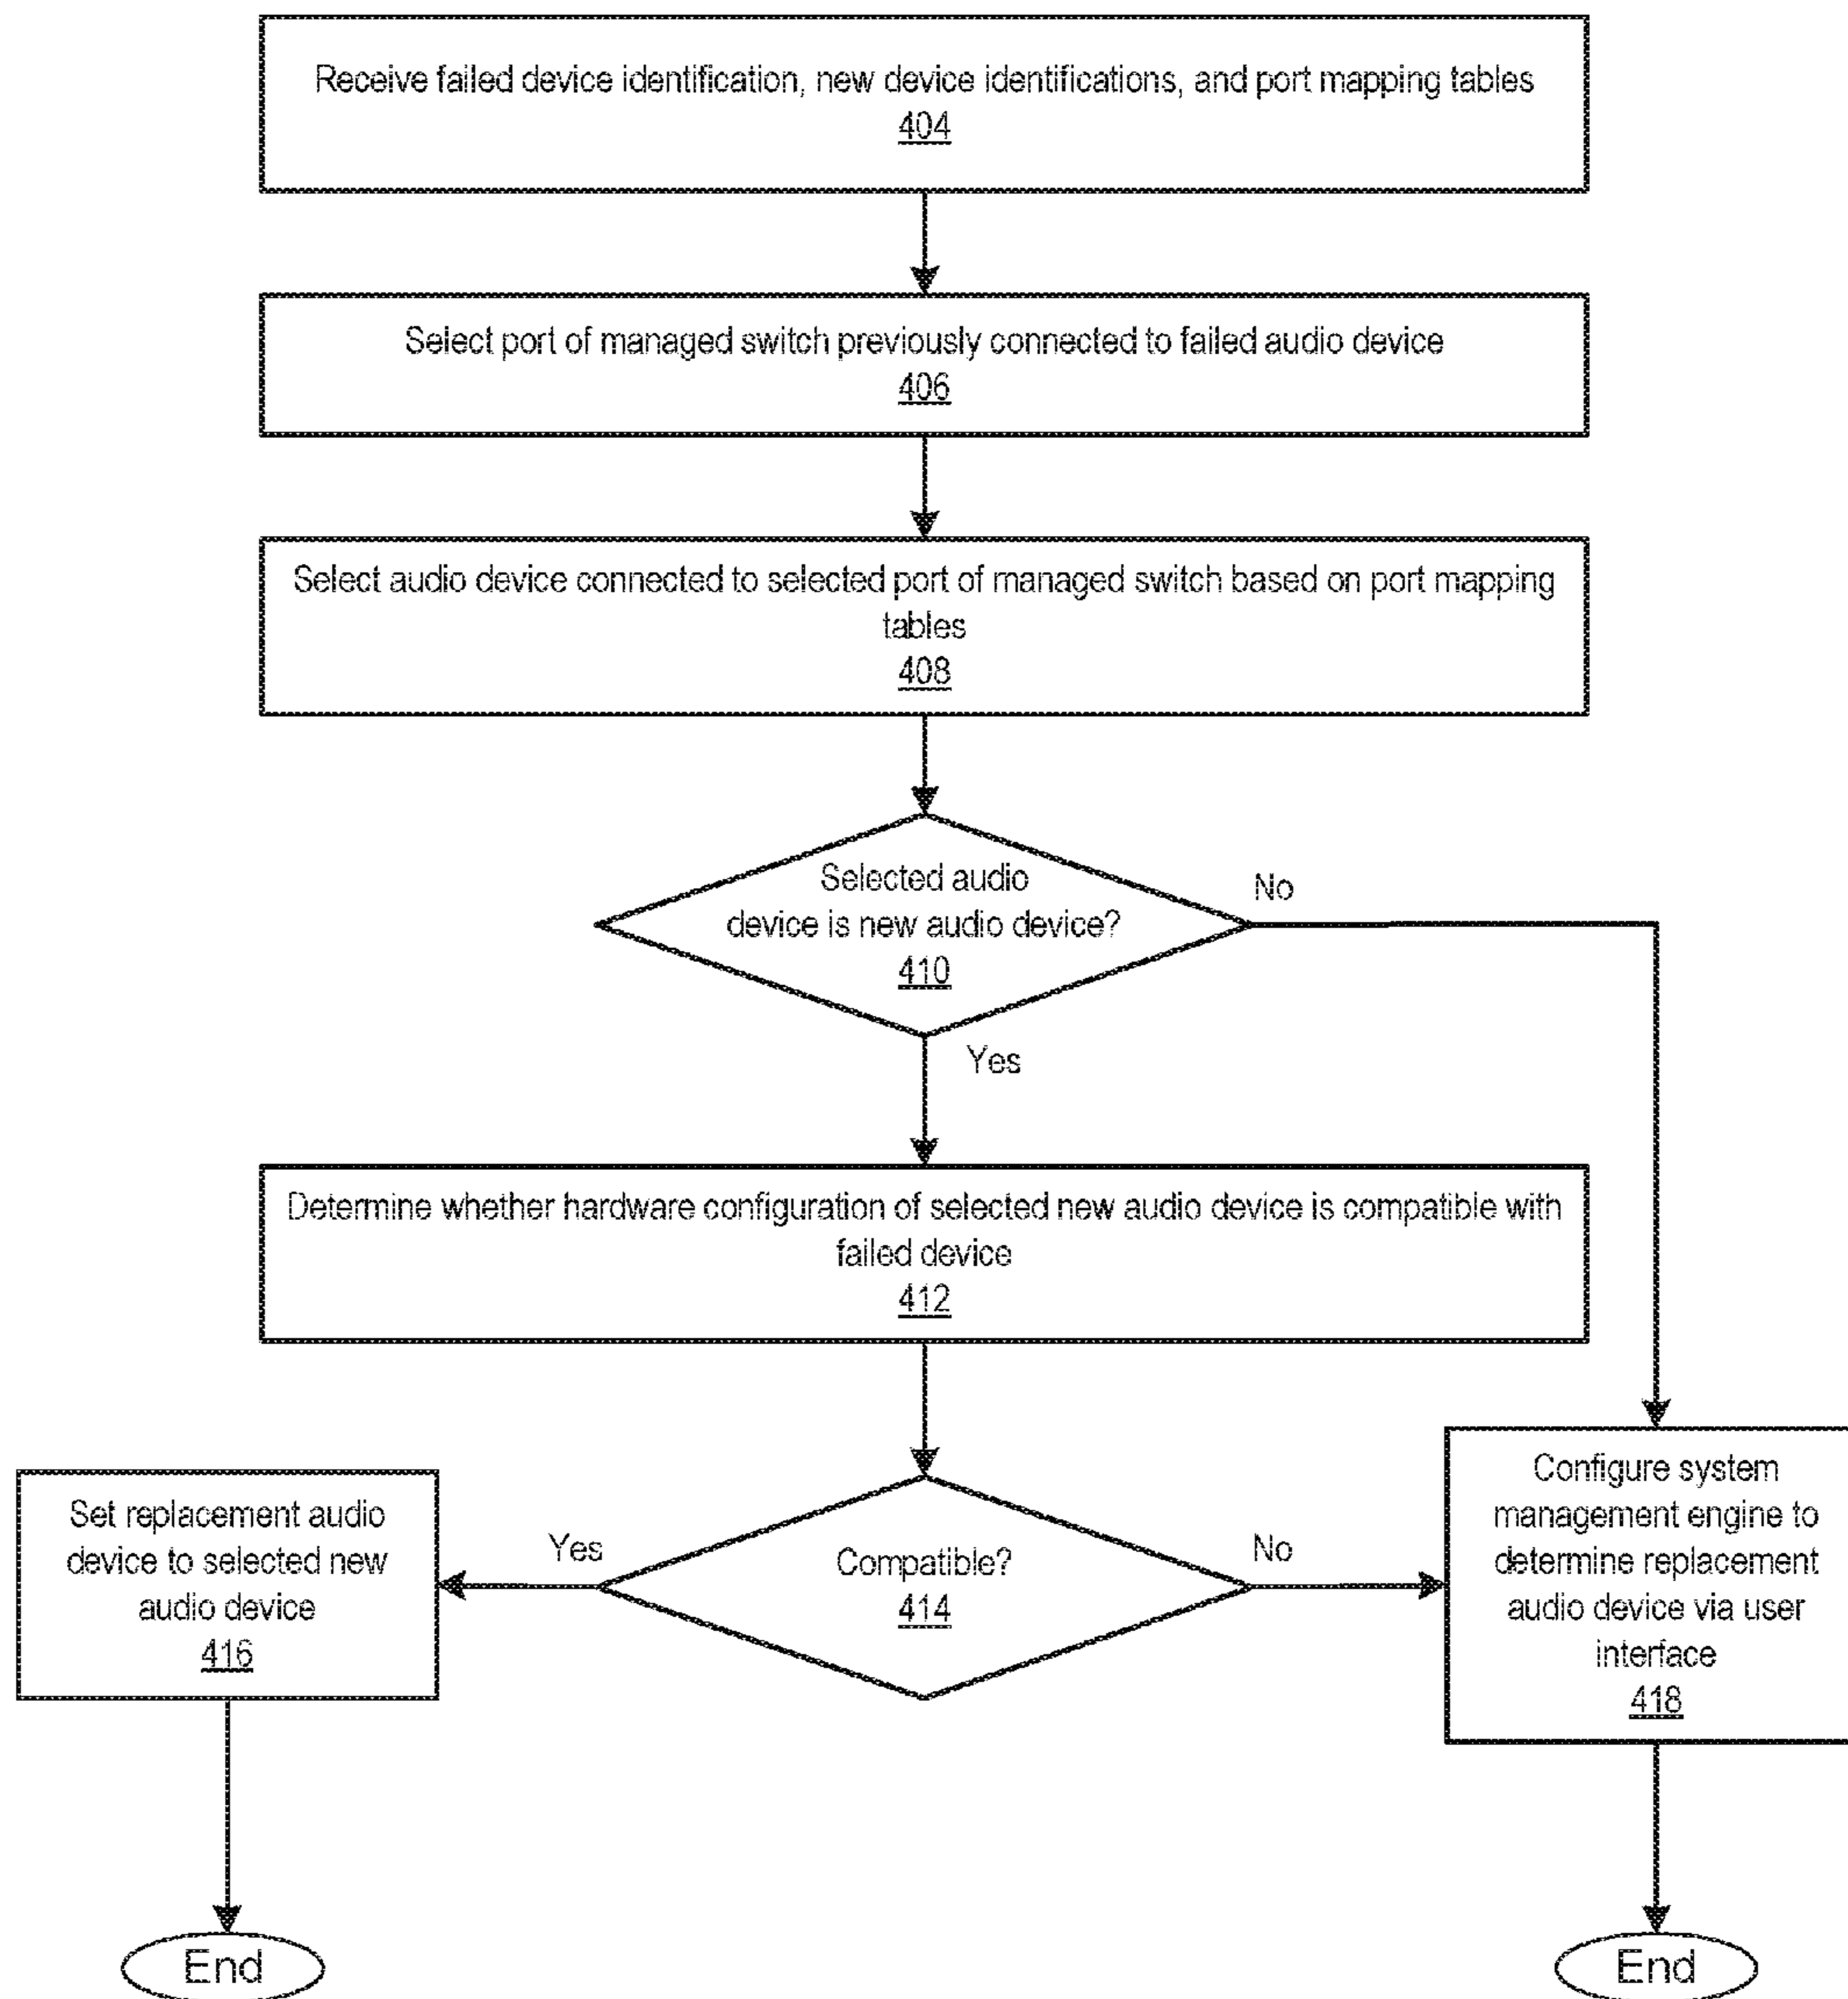 Receive failed device identification, new device identifications, and port mapping tables
404
Select port of managed switch previously connected to failed audio device
406
Select audio device connected to selected port of managed switch based on port mapping
tables
408
Selected audio
device is new audio device?
410
No
Yes
Determine whether hardware configuration of selected new audio device is compatible with
failed device
412
Set replacement audio
device to selected new
audio device
416
Yes
Compatible?
414
No
Configure system
management engine to
determine replacement
audio device via user
interface
418
End
End